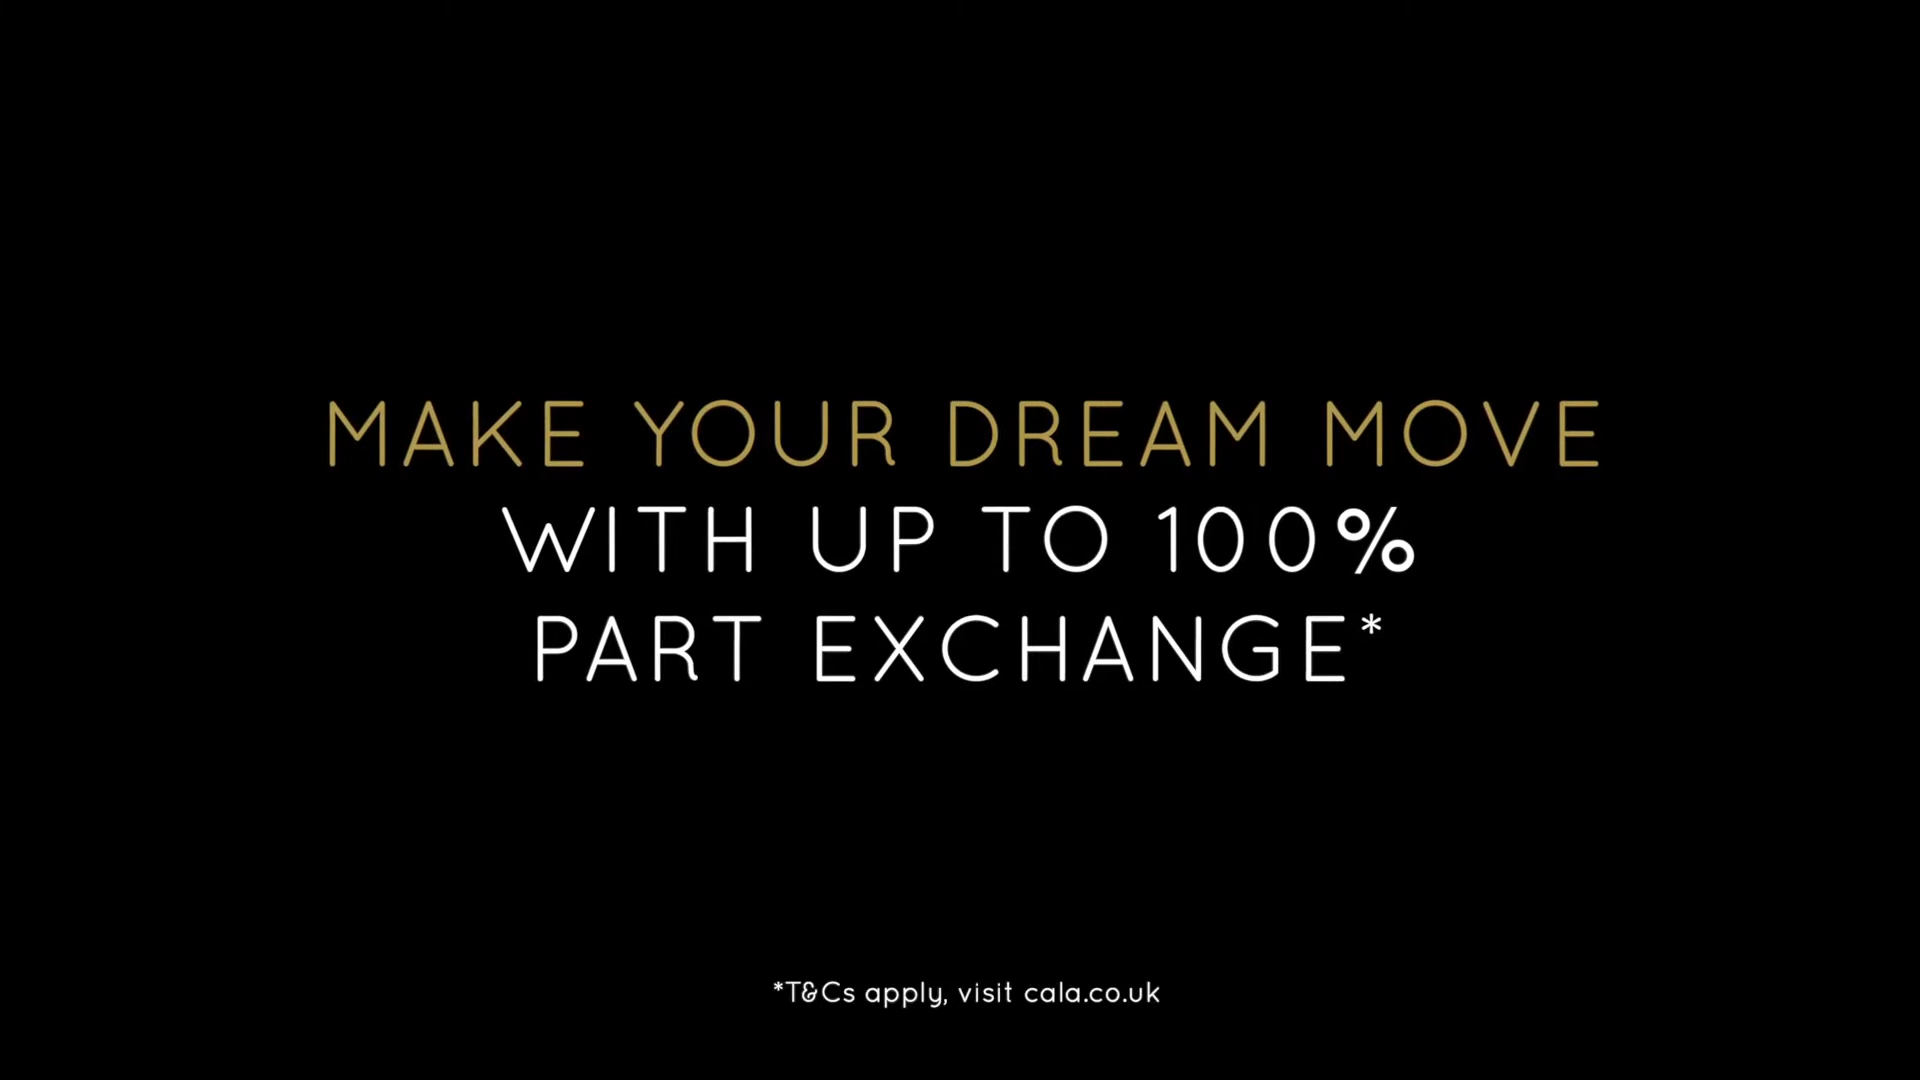 MAKE YOUR DREAM MOVE
WITH UP TO 100%
PART EXCHANGE*
*T&Cs apply, visit cala.co.uk